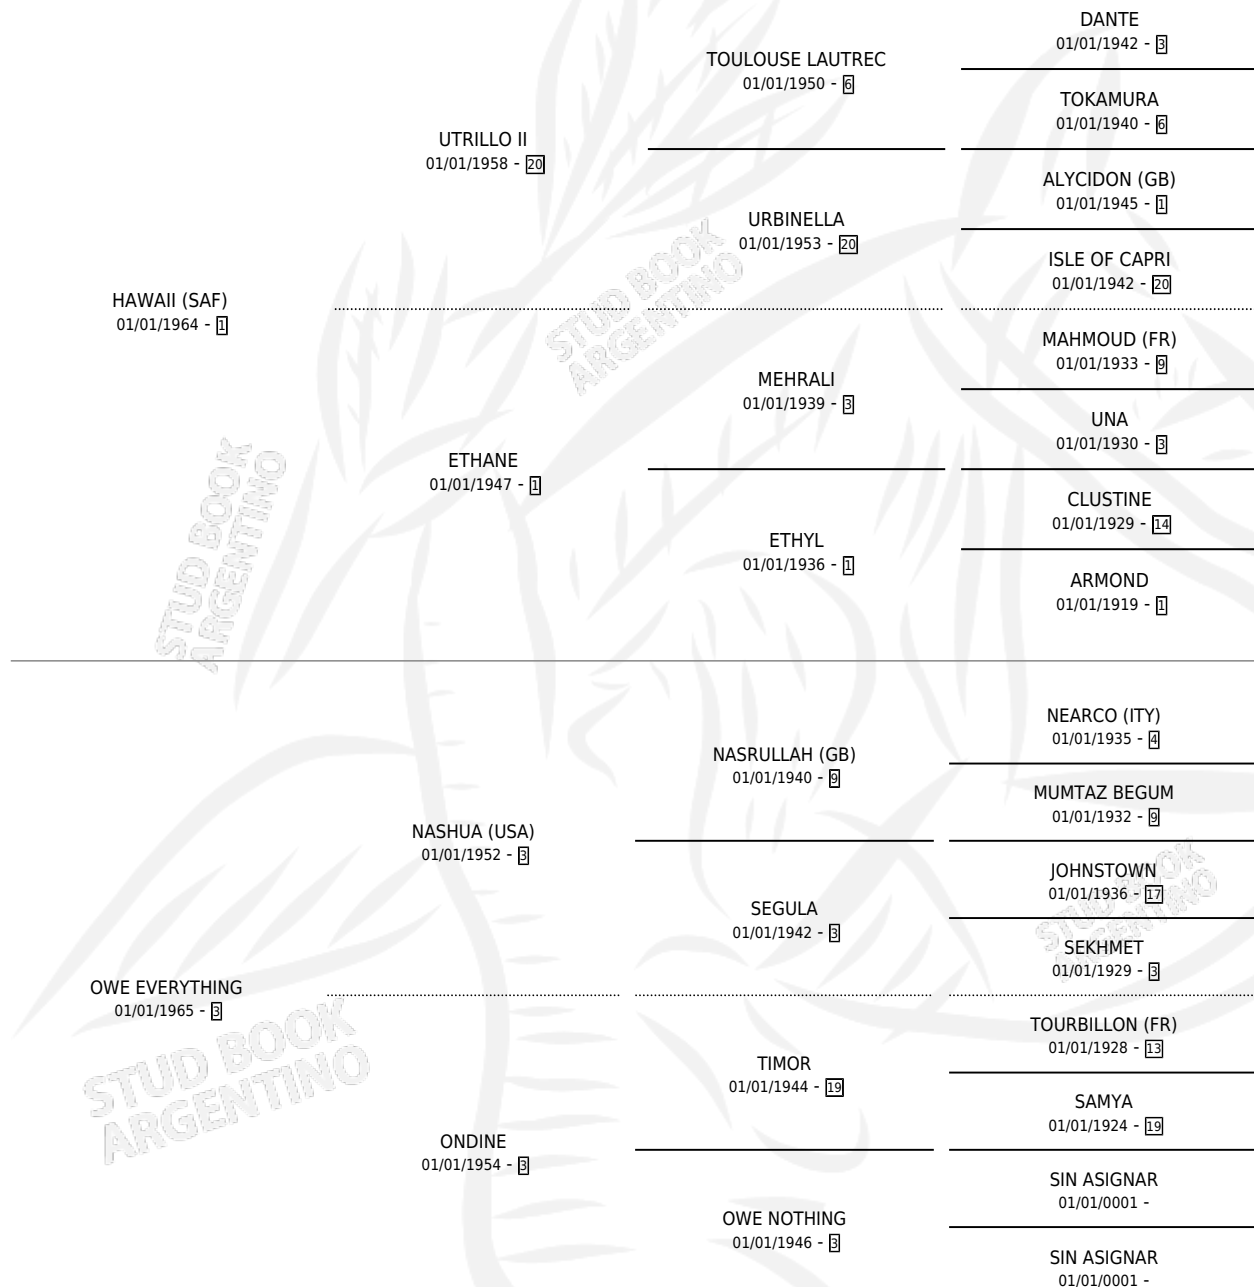 DANTE
01/01/1942 - 3
TOULOUSE LAUTREC
01/01/1950 - 6
TOKAMURA
01/01/1940 - 6
UTRILLO II
01/01/1958 - 20
ALYCIDON (GB)
01/01/1945 - 1
URBINELLA
01/01/1953 - 20
ISLE OF CAPRI
01/01/1942 - 20
HAWAII (SAF)
01/01/1964 - 1
STUD BOOK
ARGENTINO
MAHMOUD (FR)
01/01/1933 - 9
MEHRALI
01/01/1939 - 3
UNA
01/01/1930 - 3
ETHANE
01/01/1947 - 1
CLUSTINE
01/01/1929 - 14
ETHYL
01/01/1936 - 1
ARMOND
01/01/1919 - 1
STUD BOOK
ARGENTINO
NEARCO (ITY)
01/01/1935 - 4
NASRULLAH (GB)
01/01/1940 - 9
MUMTAZ BEGUM
01/01/1932 - 9
NASHUA (USA)
01/01/1952 - 3
JOHNSTOWN
01/01/1936 - 17
SEGULA
01/01/1942 - 3
STUD BOOK
ARGENTINO
SEKHMET
01/01/1929 - 3
OWE EVERYTHING
01/01/1965 - 3
TOURBILLON (FR)
01/01/1928 - 13
TIMOR
01/01/1944 - 19
STUD BOOK
ARGENTINO
SAMYA
01/01/1924 - 19
ONDINE
01/01/1954 - 3
SIN ASIGNAR
01/01/0001 -
OWE NOTHING
01/01/1946 - 3
SIN ASIGNAR
01/01/0001 -